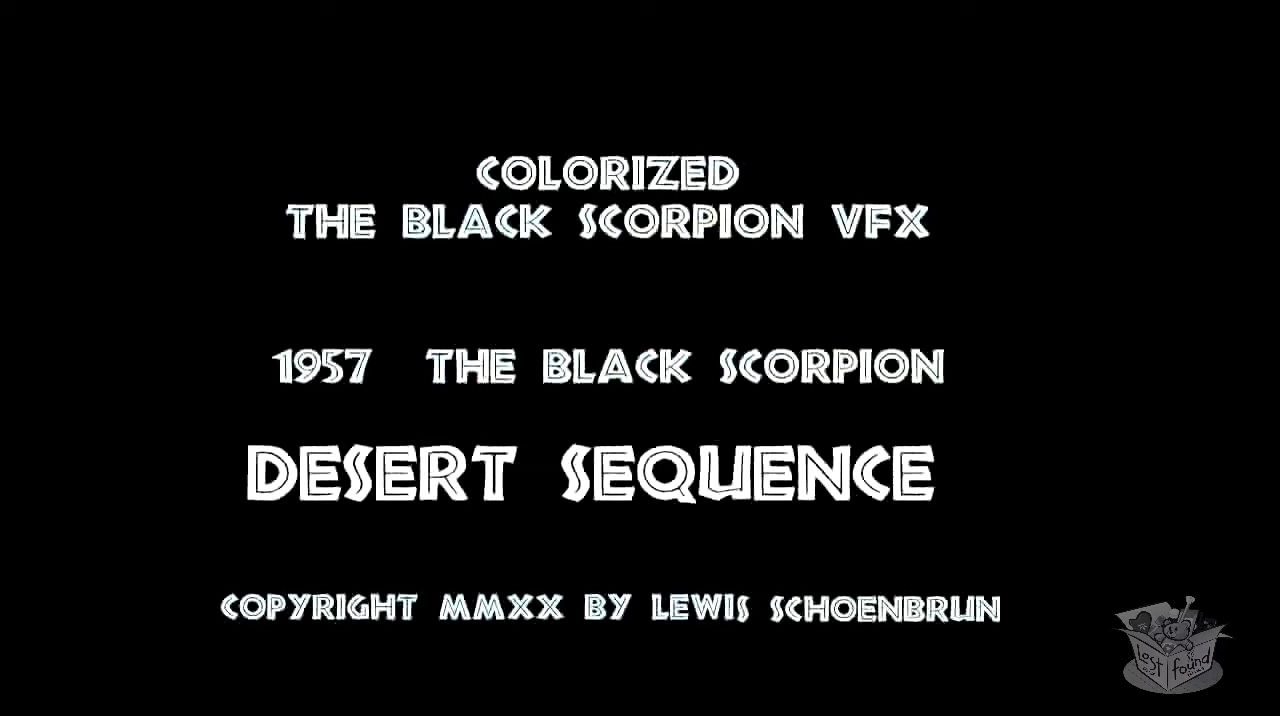 COLORIZED
THE BLACK SCORPION VFX
1957 THE BLACK SCORPION
DESERT SEQUENCE
COPYRIGHT MMXX BY LEWIS SCHOENBRUN
Lost found